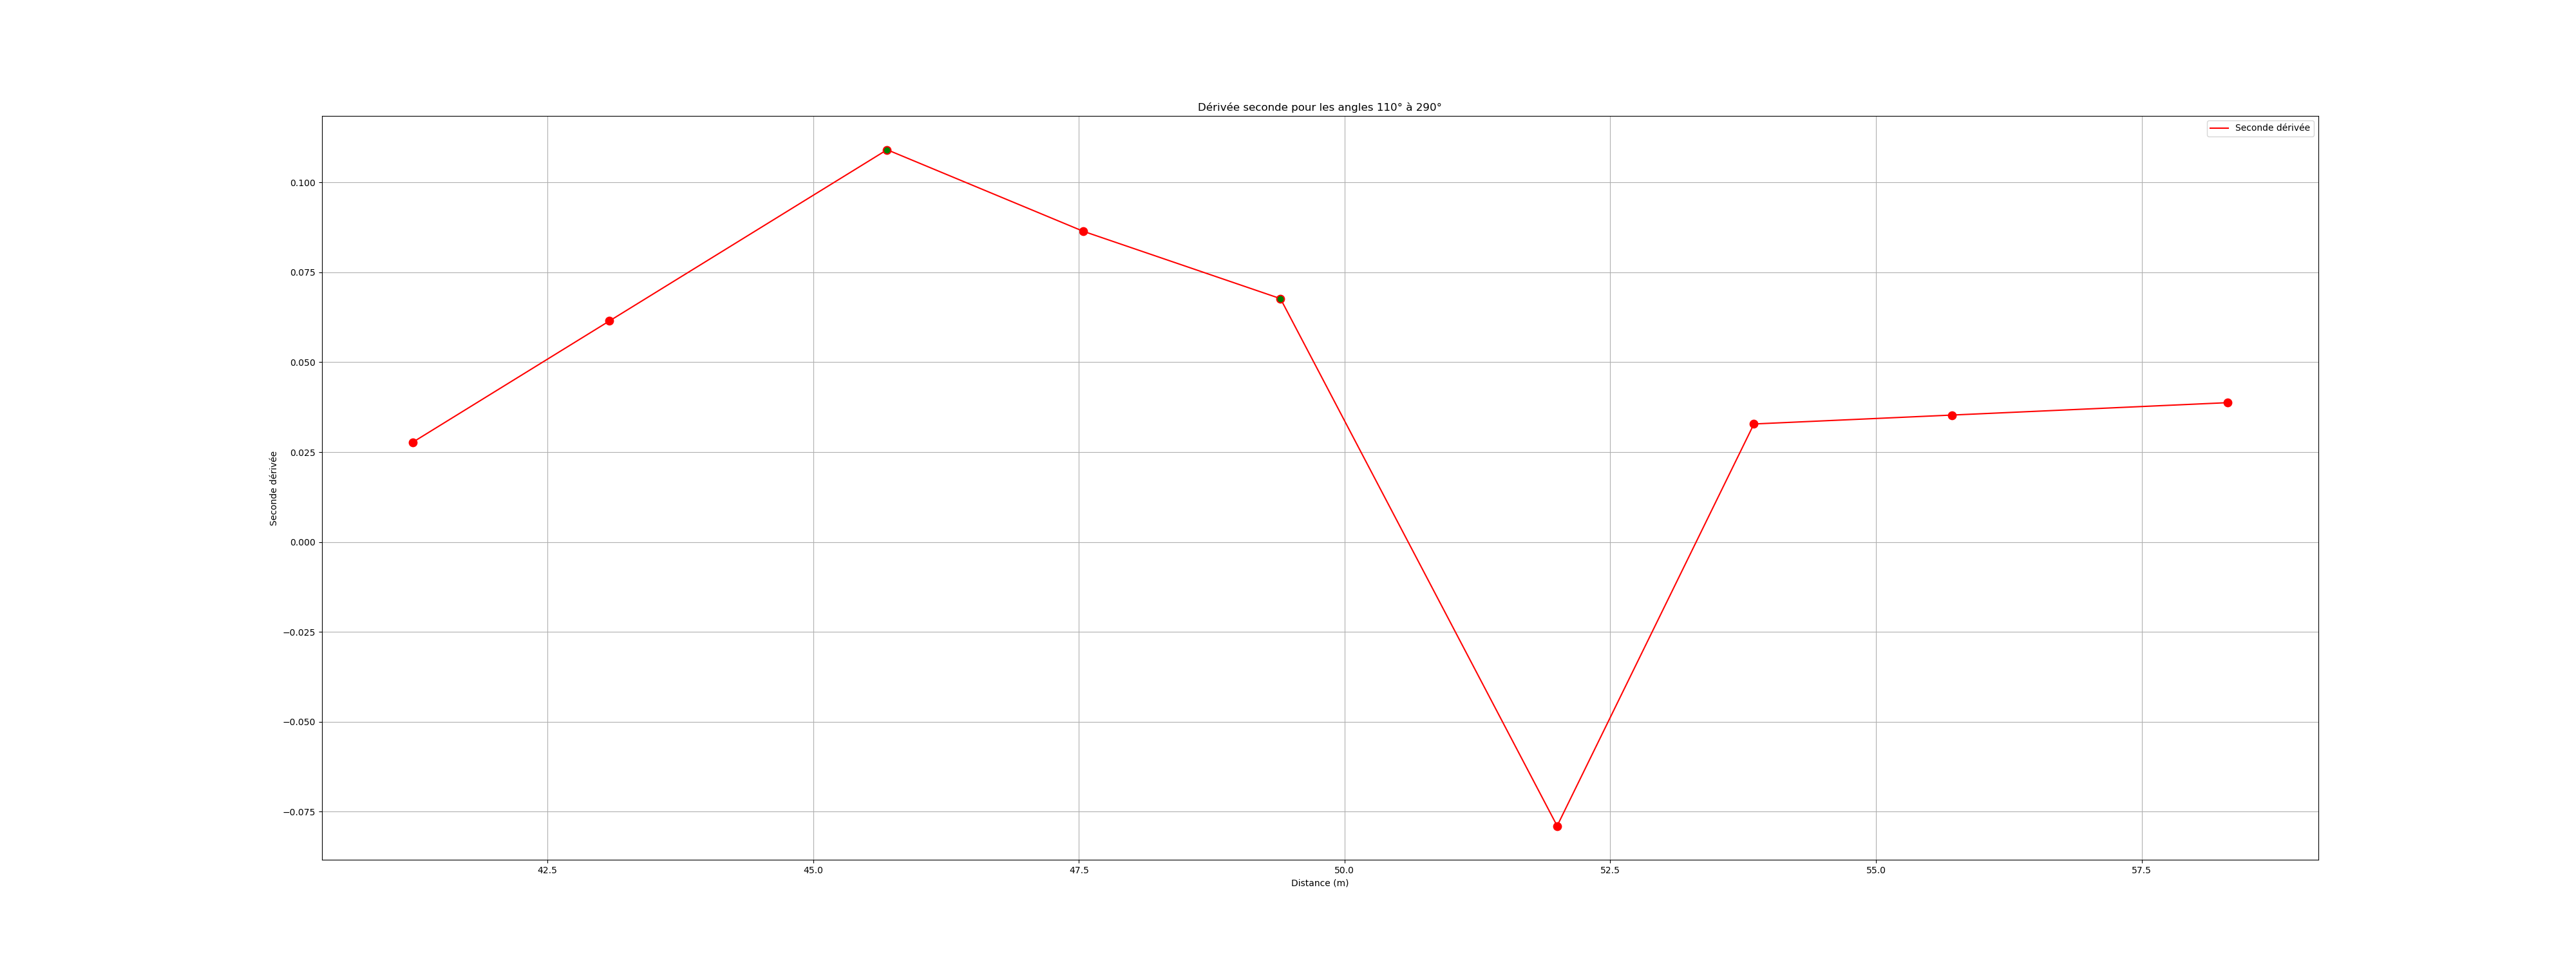 Dérivée seconde pour les angles 110° à 290°
Seconde dérivée
0.100
0.075
0.050
0.025
0.000
−0.025
−0.050
−0.075
Seconde dérivée
42.5 45.0 47.5 50.0 52.5 55.0 57.5
Distance (m)